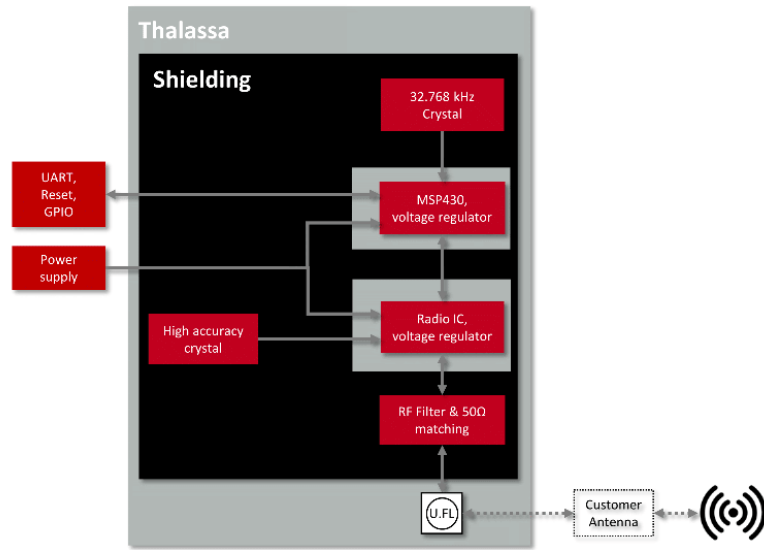 Thalassa
Shielding
32.768 kHz
Crystal
UART,
Reset,
GPIO
MSP430,
voltage regulator
Power
supply
High accuracy
crystal
Radio IC,
voltage regulator
RF Filter & 50Ω
matching
U.FL
Customer
Antenna